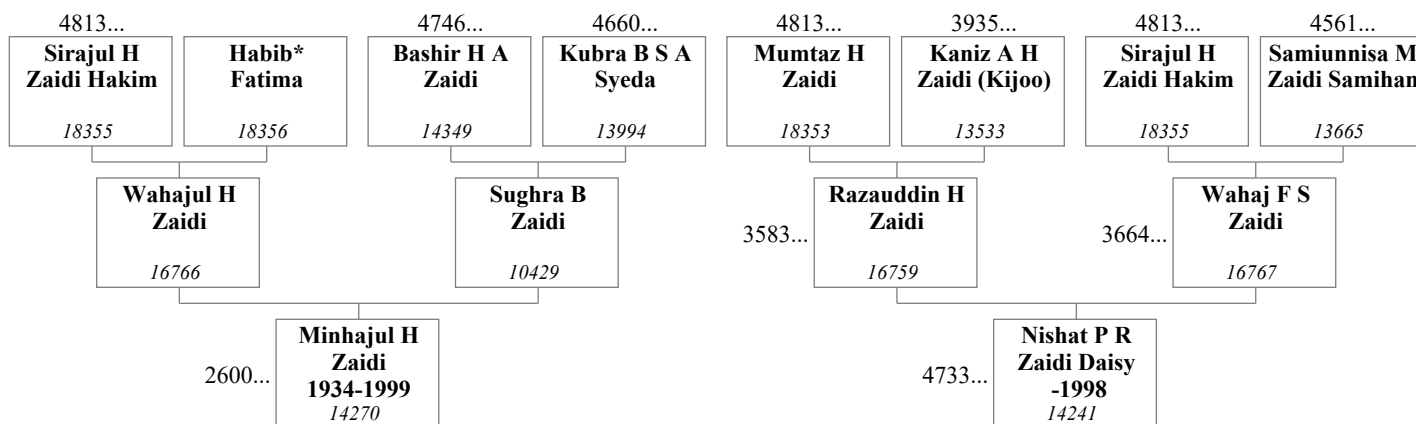 4813...
4746...
4660...
4813...
3935...
4813...
4561...
Sirajul H
Zaidi Hakim
18355
Habib*
Fatima
18356
Bashir H A
Zaidi
14349
Kubra B S A
Syeda
13994
Mumtaz H
Zaidi
18353
Kaniz A H
Zaidi (Kijoo)
13533
Sirajul H
Zaidi Hakim
18355
Samiunnisa M
Zaidi Samihan
13665
Wahajul H
Zaidi
16766
Sughra B
Zaidi
10429
3583...
Razauddin H
Zaidi
16759
3664...
Wahaj F S
Zaidi
16767
2600...
Minhajul H
Zaidi
1934-1999
14270
4733...
Nishat P R
Zaidi Daisy
-1998
14241